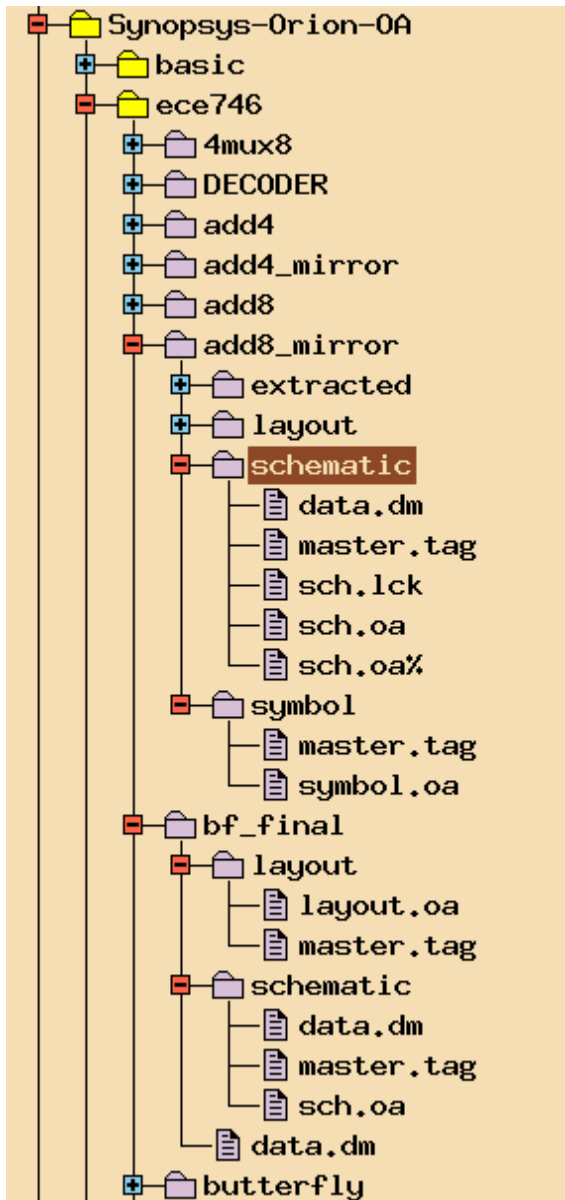 Synopsys-Orion-OA
basic
ece746
4mux8
DECODER
add4
add4_mirror
add8
add8_mirror
extracted
layout
schematic
data.dm
master.tag
sch.lck
sch.oa
sch.oa%
symbol
master.tag
symbol.oa
bf_final
layout
layout.oa
master.tag
schematic
data.dm
master.tag
sch.oa
data.dm
butterfly